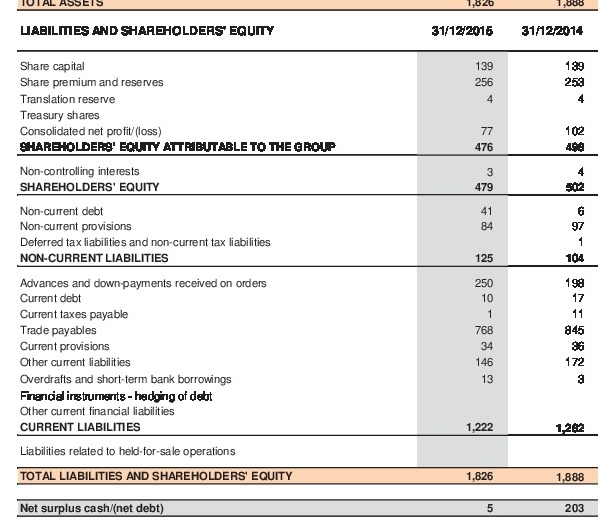 TOTAL ASSETS 1,826 1,888
LIABILITIES AND SHAREHOLDERS' EQUITY 31/12/2015 31/12/2014
Share capital 139 139
Share premium and reserves 256 253
Translation reserve 4 4
Treasury shares
Consolidated net profit/(loss) 77 102
SHAREHOLDERS' EQUITY ATTRIBUTABLE TO THE GROUP 476 498
Non-controlling interests 3 4
SHAREHOLDERS' EQUITY 479 502
Non-current debt 41 6
Non-current provisions 84 97
Deferred tax liabilities and non-current tax liabilities 1
NON-CURRENT LIABILITIES 125 104
Advances and down-payments received on orders 250 198
Current debt 10 17
Current taxes payable 1 11
Trade payables 768 845
Current provisions 34 36
Other current liabilities 146 172
Overdrafts and short-term bank borrowings 13 3
Financial instruments - hedging of debt
Other current financial liabilities
CURRENT LIABILITIES 1,222 1,282
Liabilities related to held-for-sale operations
TOTAL LIABILITIES AND SHAREHOLDERS' EQUITY 1,826 1,888
Net surplus cash/(net debt) 5 203